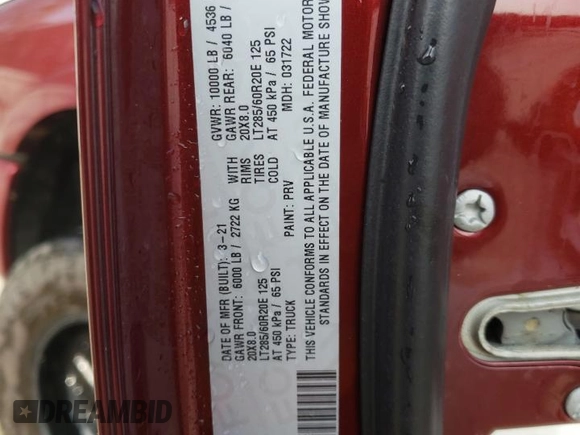 DATE OF MFR (BUILT): 3-21 GVWR: 10000 LB / 4536
GAWR FRONT: 6000 LB / 2722 KG WITH GAWR REAR: 6040 LB /
20X8.0 RIMS 20X8.0
LT285/60R20E 125 TIRES LT285/60R20E 125
AT 450 kPa / 65 PSI COLD AT 450 kPa / 65 PSI
TYPE: TRUCK PAINT: PRV MDH: 031722
THIS VEHICLE CONFORMS TO ALL APPLICABLE U.S.A. FEDERAL MOTOR
STANDARDS IN EFFECT ON THE DATE OF MANUFACTURE SHOW
DREAMBID